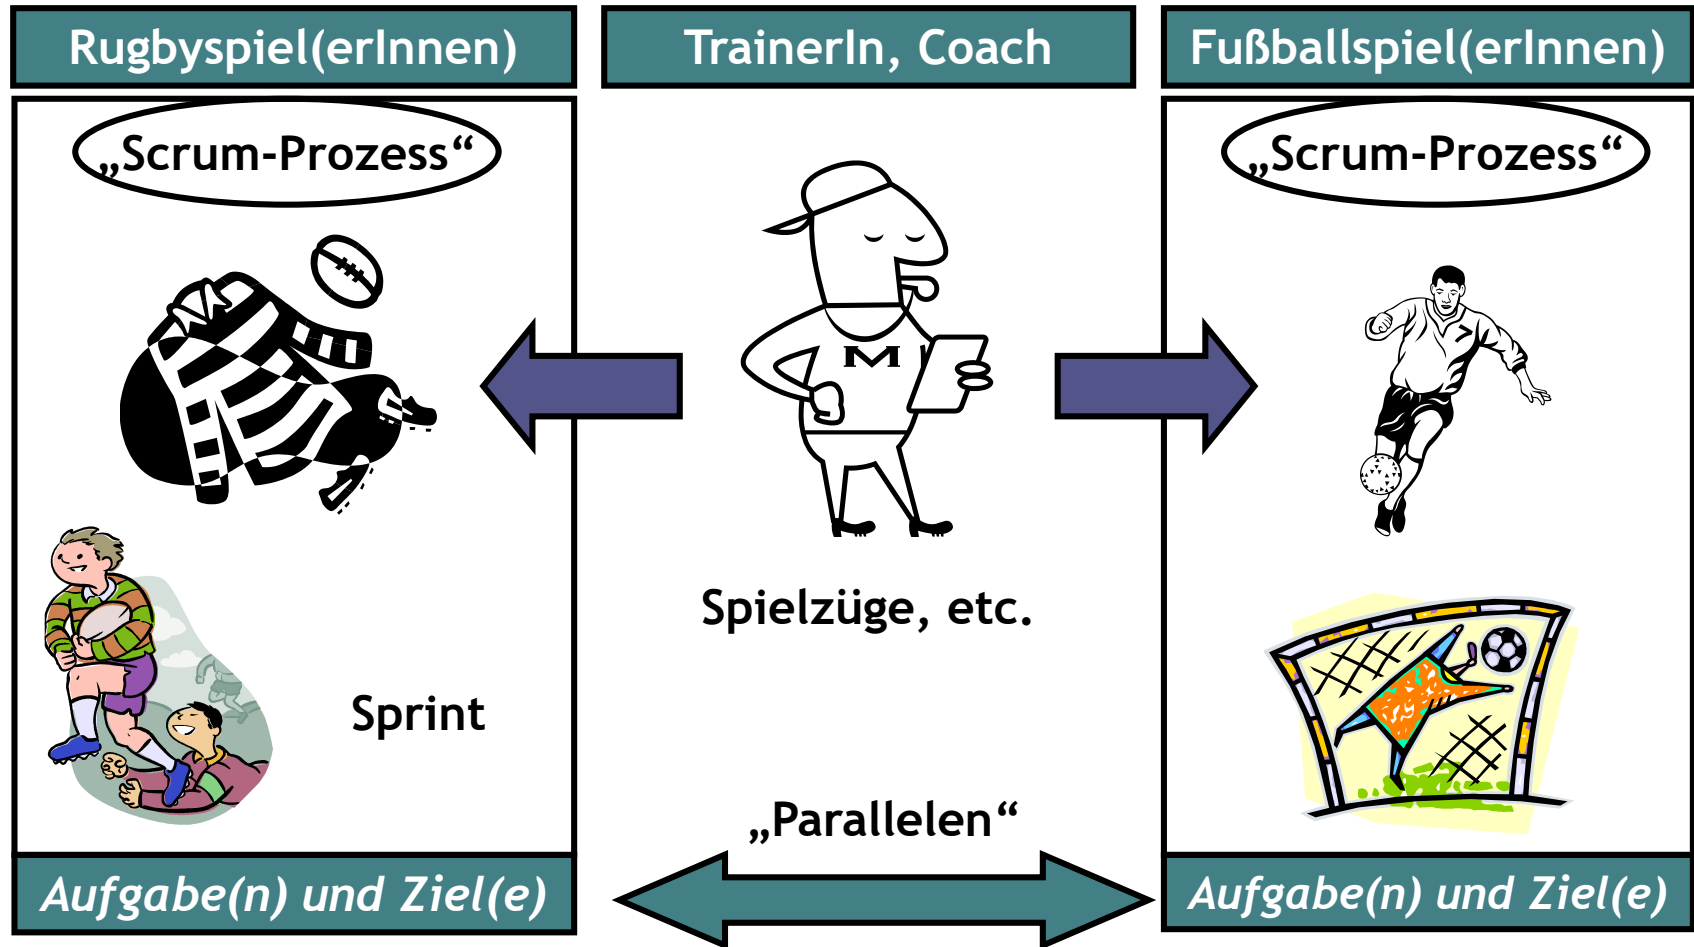 Rugbyspiel(erInnen)
TrainerIn, Coach
Fußballspiel(erInnen)
„Scrum-Prozess“
„Scrum-Prozess“
M
7
Spielzüge, etc.
Sprint
„Parallelen“
Aufgabe(n) und Ziel(e)
Aufgabe(n) und Ziel(e)